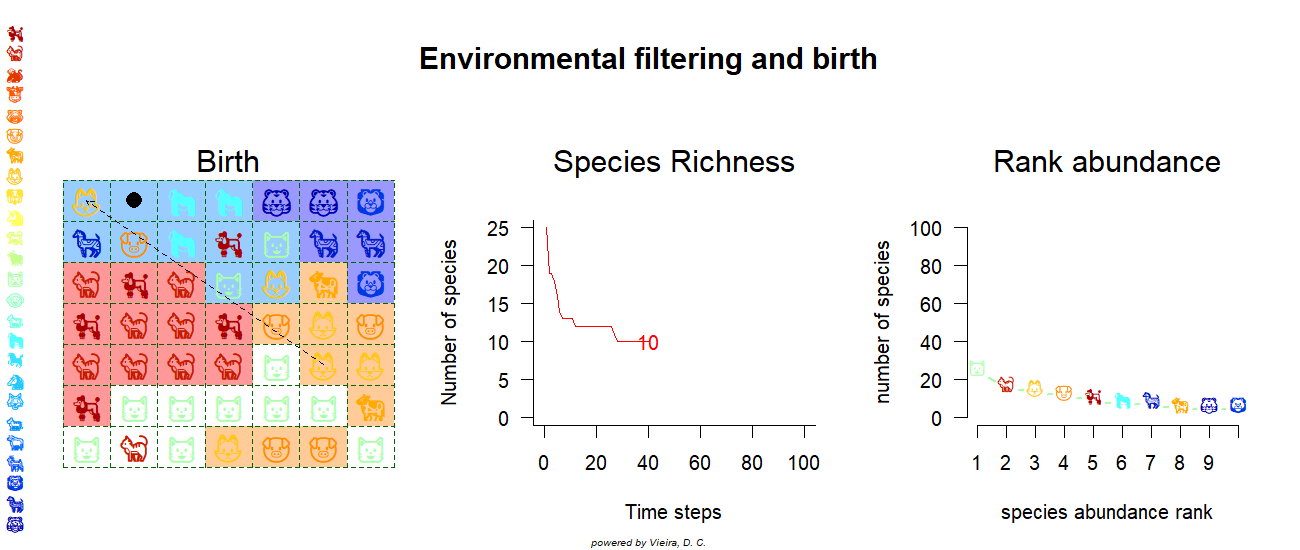 Environmental filtering and birth
Birth
Species Richness
Number of species
25
20
15
10
5
0
10
0 20 40 60 80 100
Time steps
Rank abundance
number of species
100
80
60
40
20
0
1 2 3 4 5 6 7 8 9
species abundance rank
powered by Vieira, D. C.